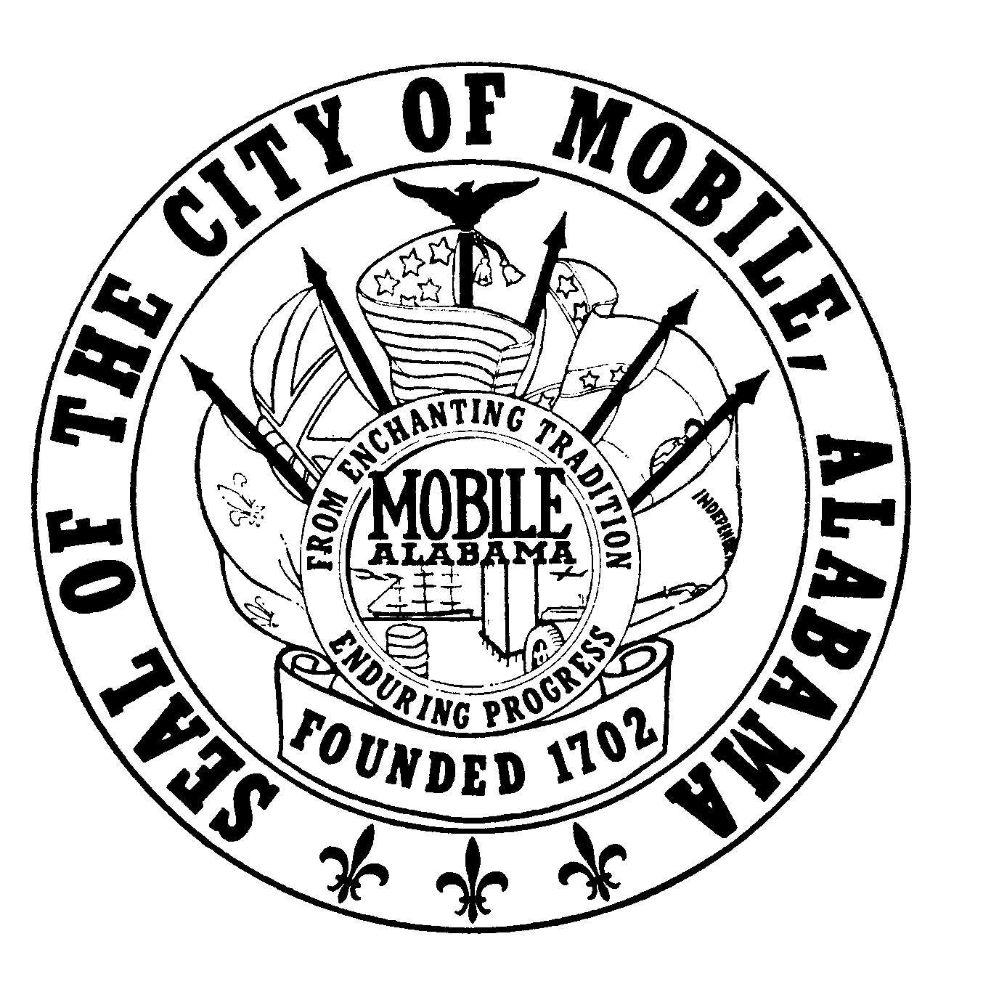 SEAL OF THE CITY OF MOBILE, ALABAMA
FROM ENCHANTING TRADITION
MOBILE
ALABAMA
ENDURING PROGRESS
FOUNDED 1702